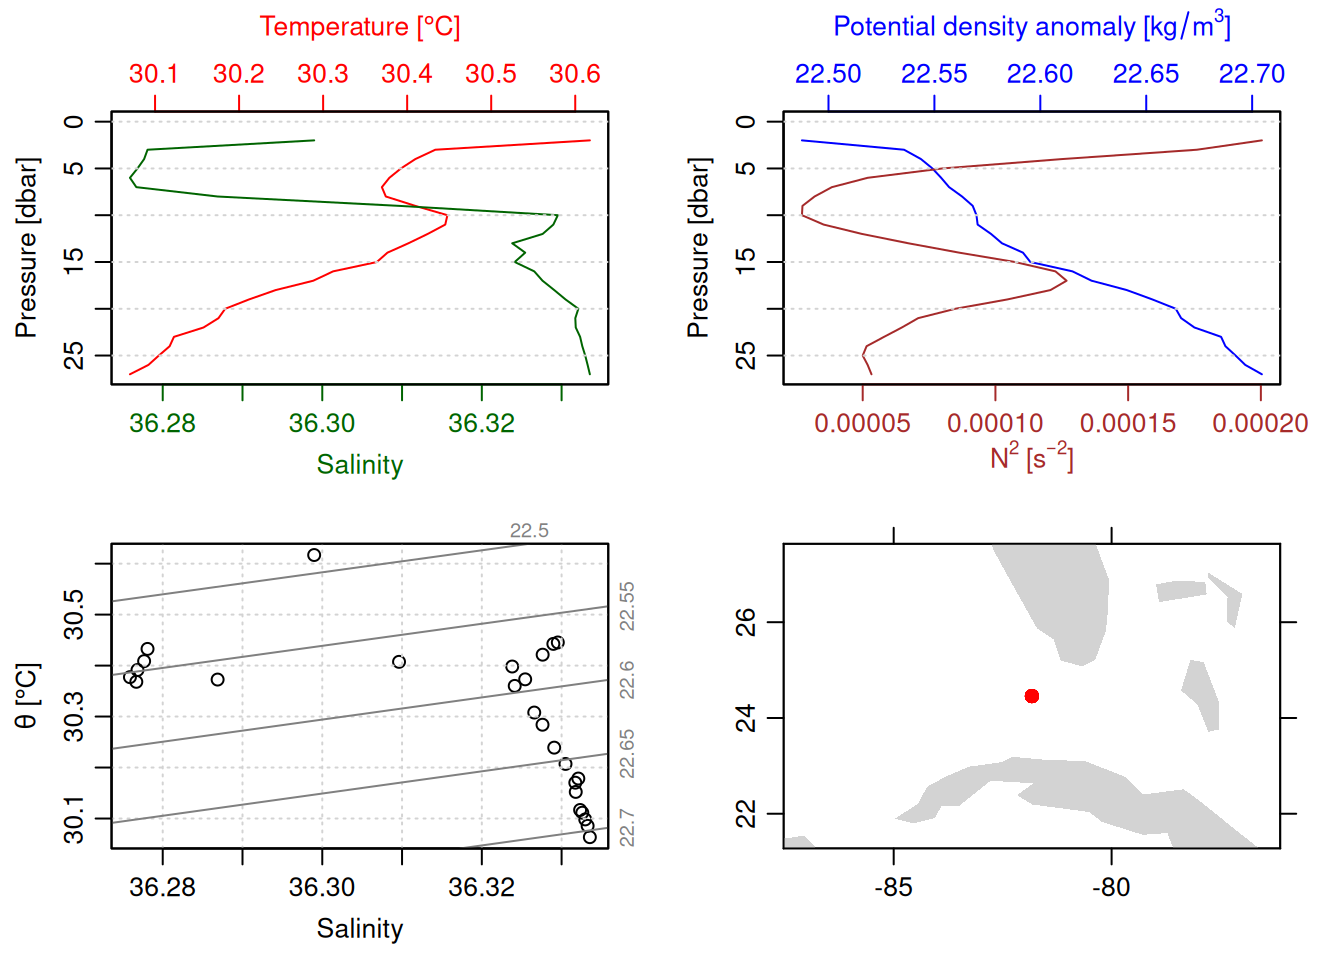 Temperature [°C]
30.1 30.2 30.3 30.4 30.5 30.6
0
5
15
25
Pressure [dbar]
36.28 36.30 36.32
Salinity
Potential density anomaly [kg/m³]
22.50 22.55 22.60 22.65 22.70
0
5
15
25
Pressure [dbar]
0.00005 0.00010 0.00015 0.00020
N² [s⁻²]
22.5
22.55
22.6
22.65
22.7
30.5
30.3
30.1
θ [°C]
36.28 36.30 36.32
Salinity
26
24
22
-85 -80